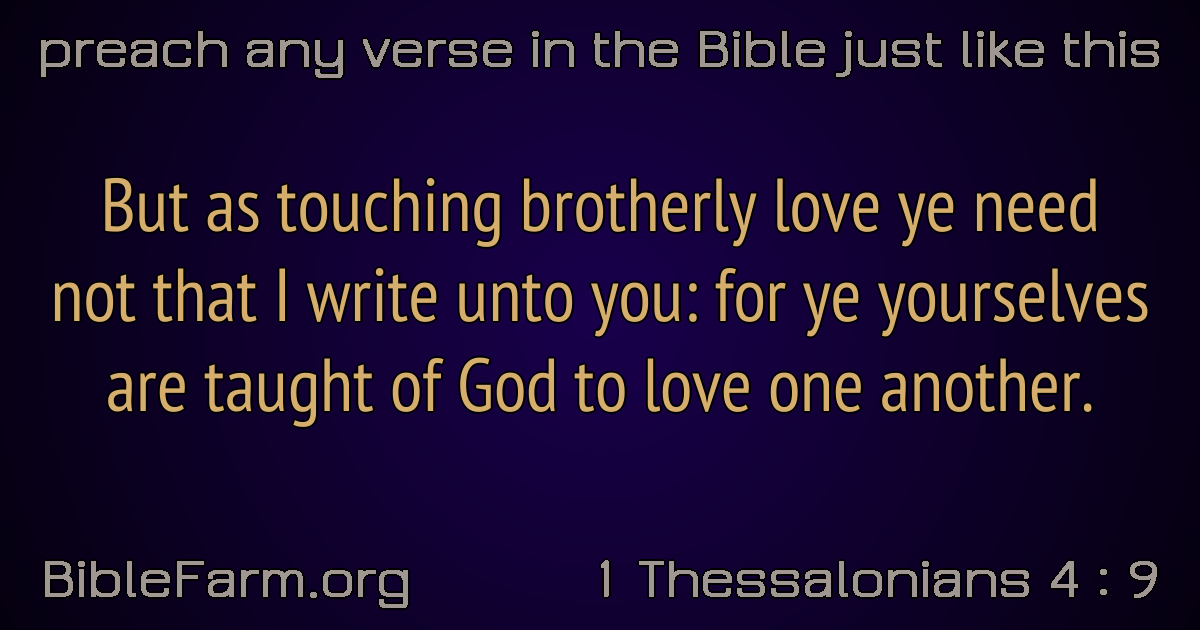 preach any verse in the Bible just like this
But as touching brotherly love ye need
not that I write unto you: for ye yourselves
are taught of God to love one another.
BibleFarm.org
1 Thessalonians 4 : 9